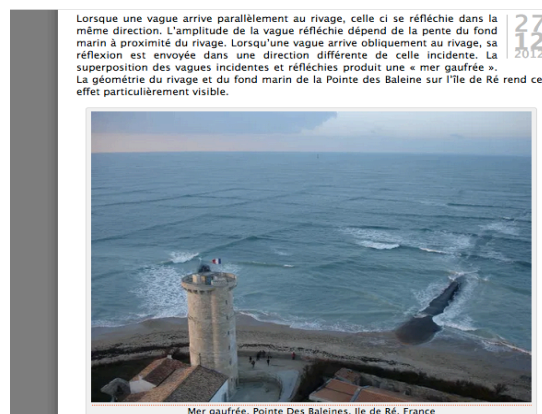 Lorsque une vague arrive parallèlement au rivage, celle ci se réfléchie dans la
même direction. L'amplitude de la vague réfléchie dépend de la pente du fond
marin à proximité du rivage. Lorsqu'une vague arrive obliquement au rivage, sa
réflexion est envoyée dans une direction différente de celle incidente. La
superposition des vagues incidentes et réfléchies produit une « mer gaufrée ».
La géométrie du rivage et du fond marin de la Pointe des Baleine sur l'île de Ré rend ce
effet particulièrement visible.
27
12
2012
Mer gaufrée, Pointe Des Baleines, Ile de Ré, France